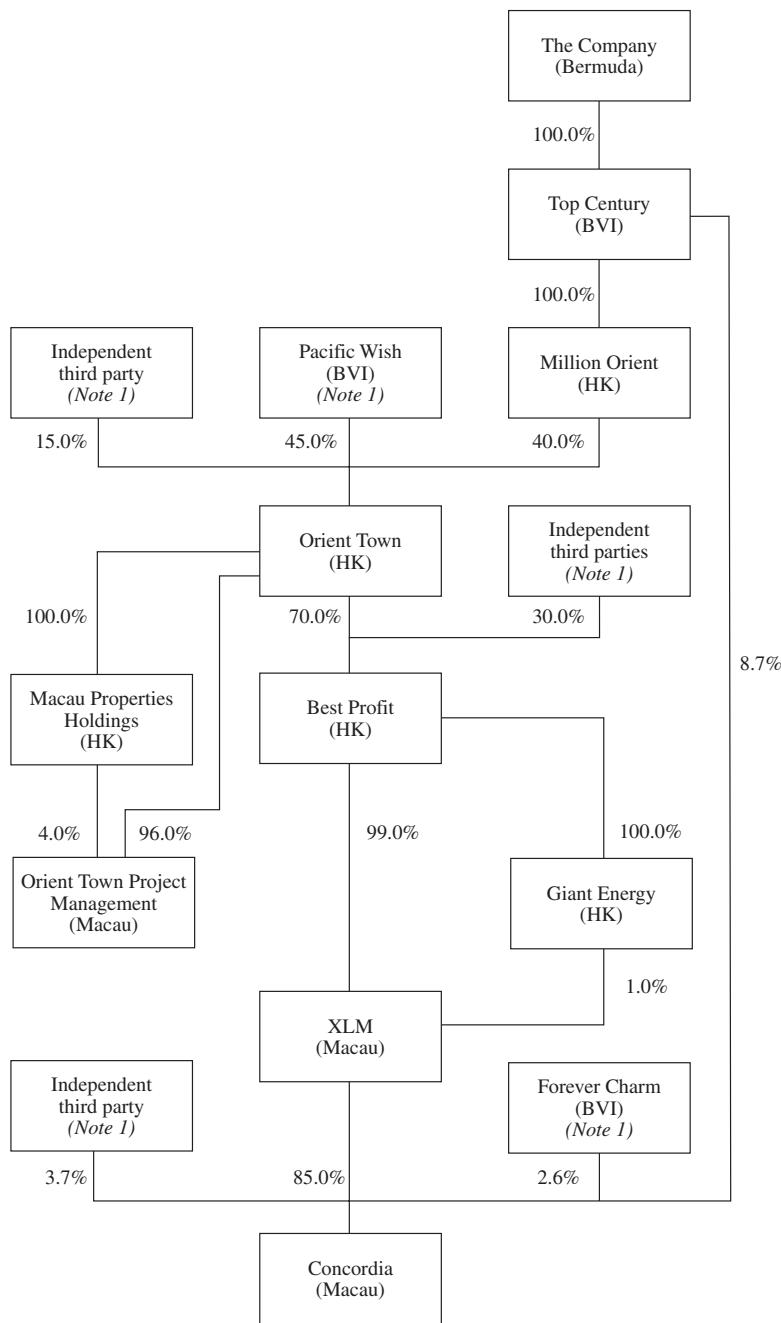 The Company
(Bermuda)
100.0%
Top Century
(BVI)
100.0%
Independent
third party
(Note 1)
Pacific Wish
(BVI)
(Note 1)
Million Orient
(HK)
15.0%
45.0%
40.0%
Orient Town
(HK)
Independent
third parties
(Note 1)
100.0%
70.0%
30.0%
8.7%
Macau Properties
Holdings
(HK)
Best Profit
(HK)
4.0%
96.0%
99.0%
100.0%
Orient Town Project
Management
(Macau)
Giant Energy
(HK)
1.0%
XLM
(Macau)
Independent
third party
(Note 1)
Forever Charm
(BVI)
(Note 1)
3.7%
85.0%
2.6%
Concordia
(Macau)